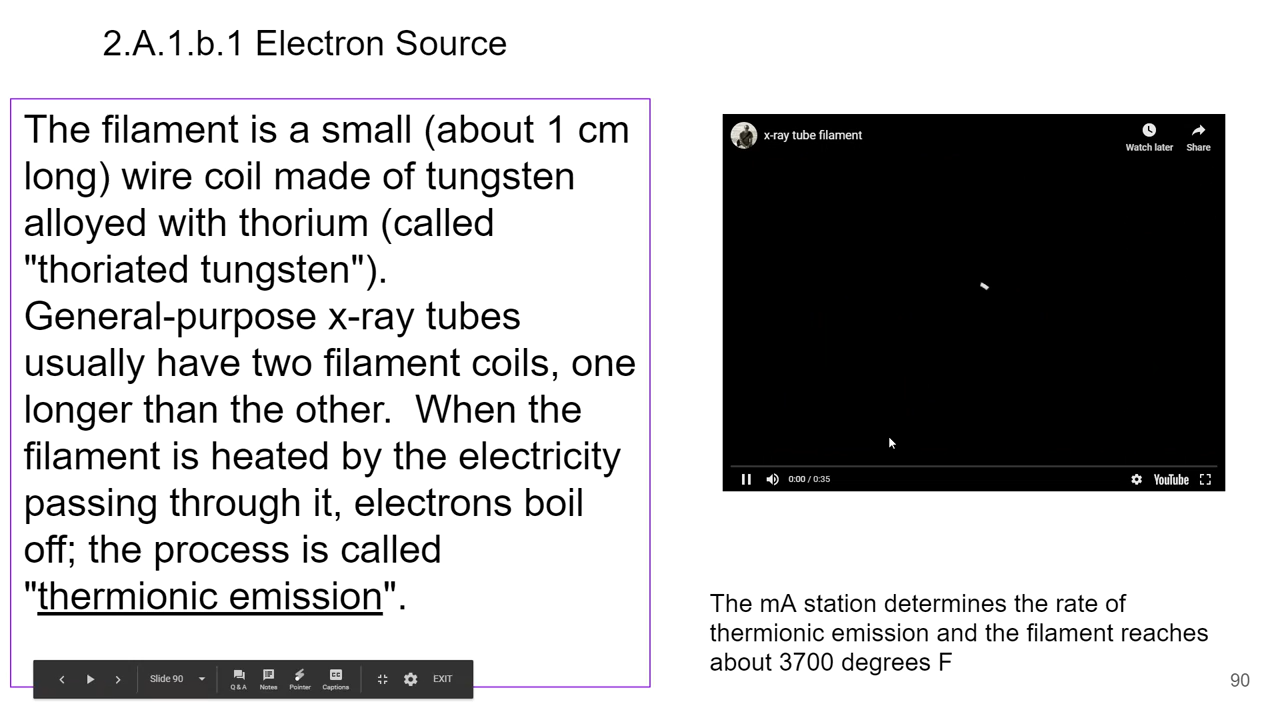 2.A.1.b.1 Electron Source
The filament is a small (about 1 cm
long) wire coil made of tungsten
alloyed with thorium (called
"thoriated tungsten").
General-purpose x-ray tubes
usually have two filament coils, one
longer than the other.  When the
filament is heated by the electricity
passing through it, electrons boil
off; the process is called
"thermionic emission".
x-ray tube filament
Watch later
Share
0:00 / 0:35
YouTube
The mA station determines the rate of
thermionic emission and the filament reaches
about 3700 degrees F
Slide 90
Q & A
Notes
Pointer
CC
Captions
EXIT
90